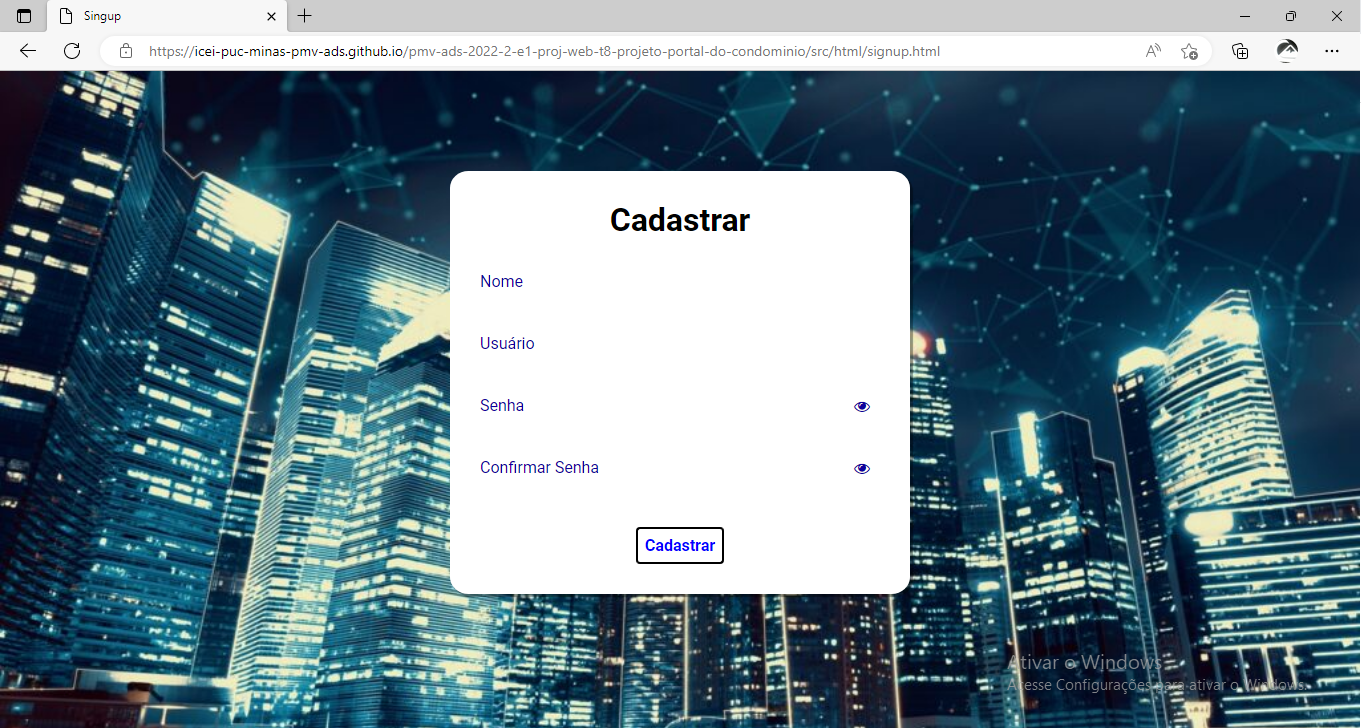 Singup
https://icei-puc-minas-pmv-ads.github.io/pmv-ads-2022-2-e1-proj-web-t8-projeto-portal-do-condominio/src/html/signup.html
Cadastrar
Nome
Usuário
Senha
Confirmar Senha
Cadastrar
Ativar o Windows
Acesse Configurações para ativar o Windows.